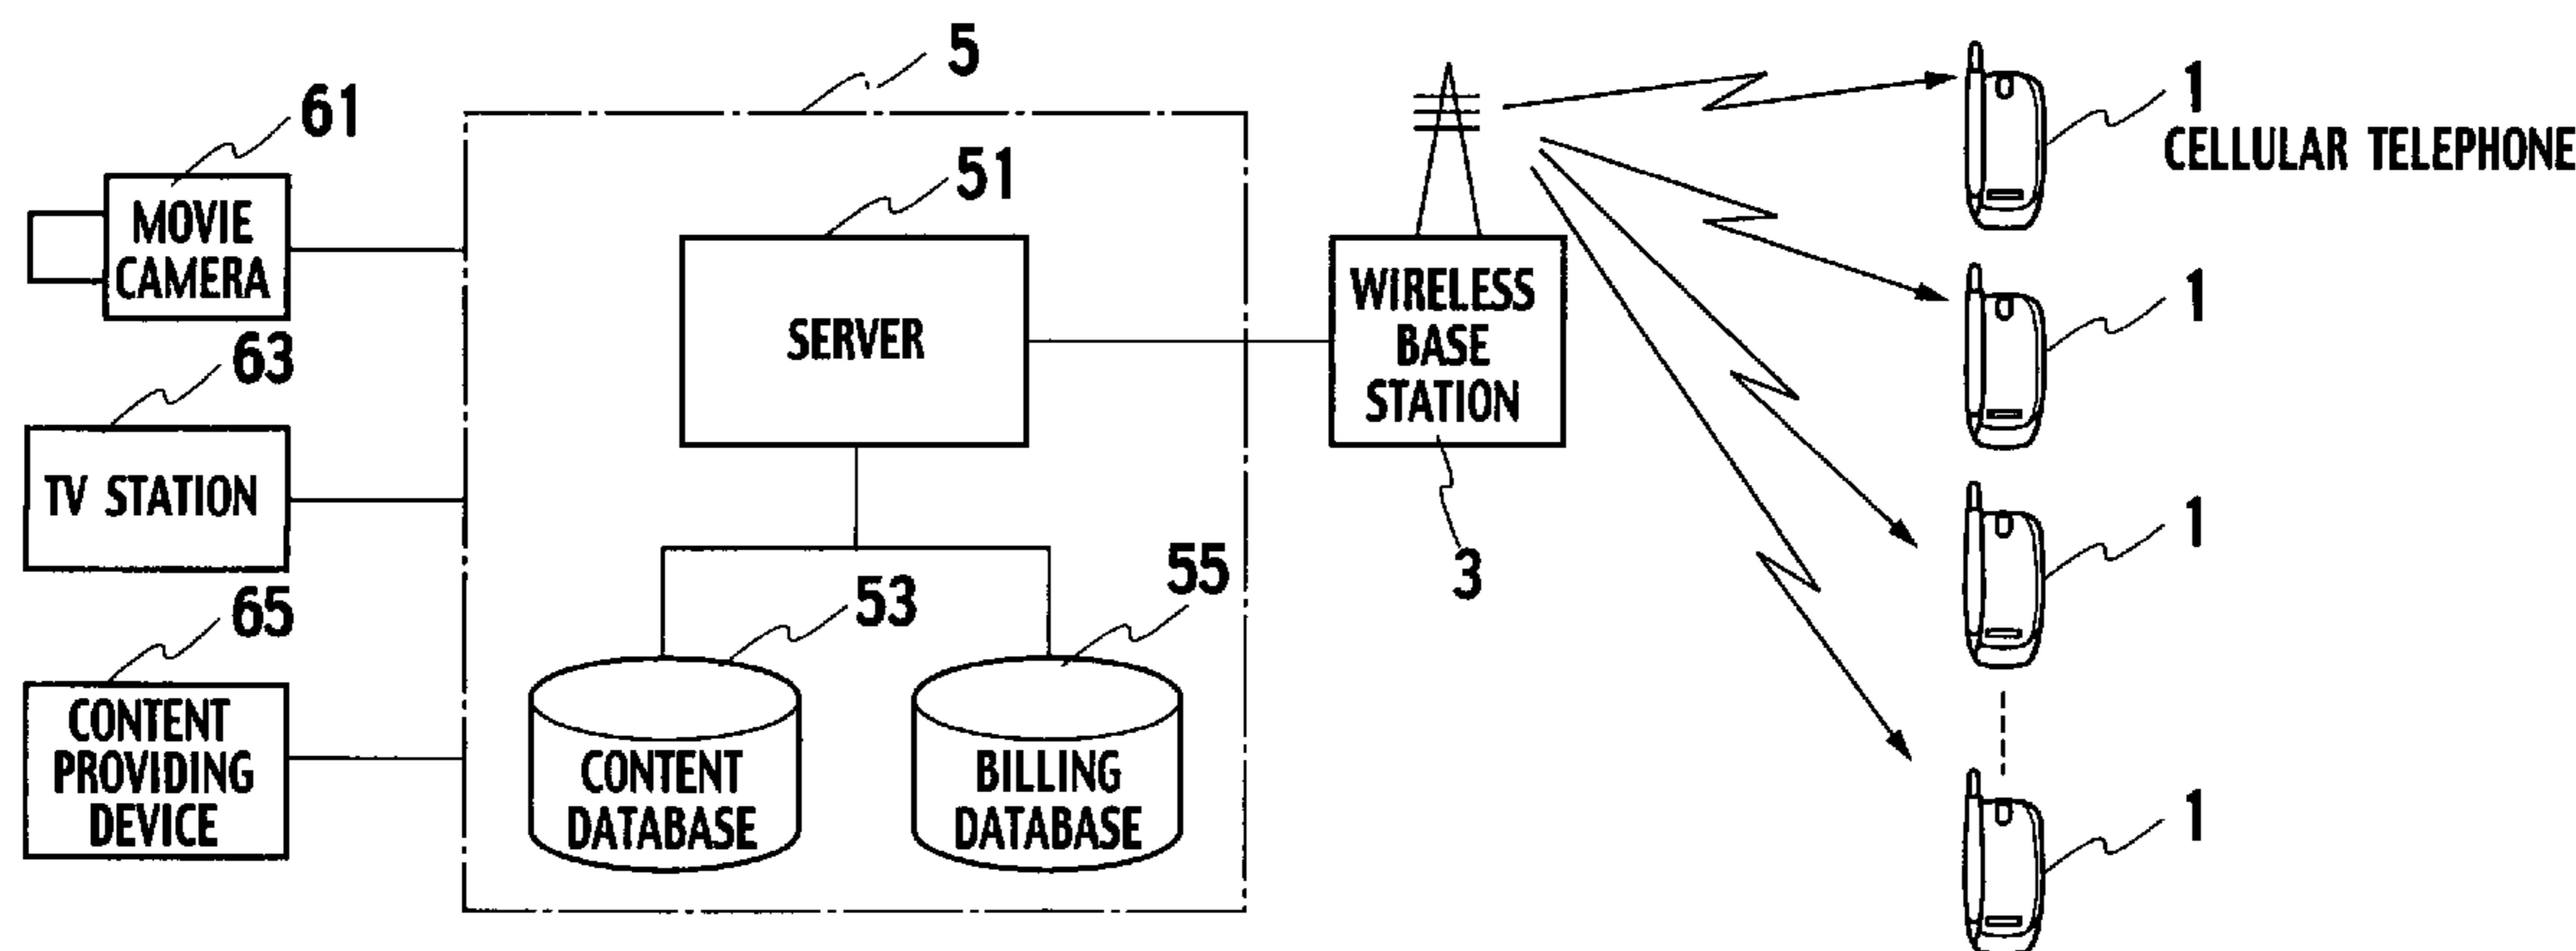 5
61
MOVIE
CAMERA
51
SERVER
WIRELESS
BASE
STATION
3
1
CELLULAR TELEPHONE
1
1
1
63
TV STATION
65
CONTENT
PROVIDING
DEVICE
53
CONTENT
DATABASE
55
BILLING
DATABASE